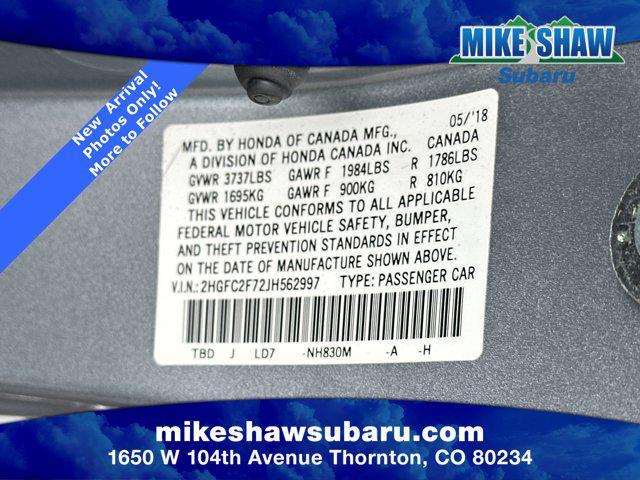 MIKE SHAW
Subaru
New Arrival
Photos Only!
More to Follow
05/'18
MFD. BY HONDA OF CANADA MFG., CANADA
A DIVISION OF HONDA CANADA INC.
GVWR 3737LBS GAWR F 1984LBS R 1786LBS
GVWR 1695KG GAWR F 900KG R 810KG
THIS VEHICLE CONFORMS TO ALL APPLICABLE
FEDERAL MOTOR VEHICLE SAFETY, BUMPER,
AND THEFT PREVENTION STANDARDS IN EFFECT
ON THE DATE OF MANUFACTURE SHOWN ABOVE.
V.I.N.: 2HGFC2F72JH562997 TYPE: PASSENGER CAR
TBD J LD7 -NH830M -A -H
mikeshawsubaru.com
1650 W 104th Avenue Thornton, CO 80234